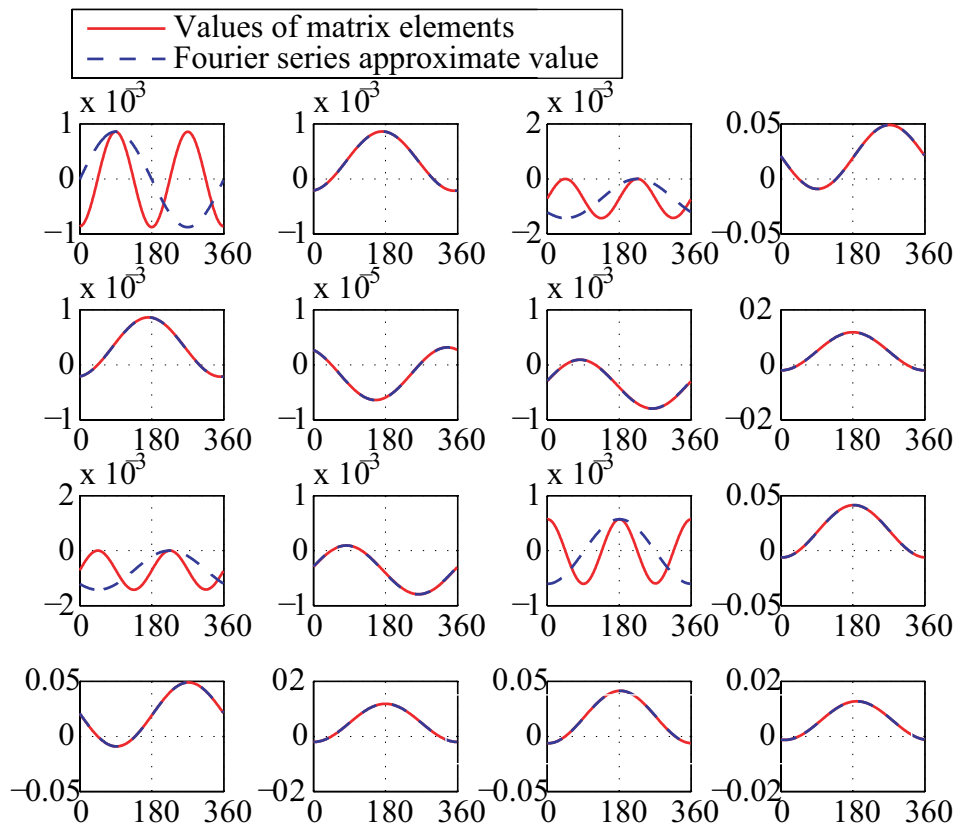 Values of matrix elements
Fourier series approximate value
x 10⁻³ x 10⁻³ x 10⁻³
1 1 2 0.05
0 0 0 0
−1 −1 −2 −0.05
0 180 360 0 180 360 0 180 360 0 180 360
x 10⁻³ x 10⁻⁵ x 10⁻³
1 1 1 02
0 0 0 0
−1 −1 −1 −02
0 180 360 0 180 360 0 180 360 0 180 360
x 10⁻³ x 10⁻³ x 10⁻³
2 1 1 0.05
0 0 0 0
−2 −1 −1 −0.05
0 180 360 0 180 360 0 180 360 0 180 360
0.05 02 0.05 0.02
0 0 0 0
−0.05 −02 −0.05 −0.02
0 180 360 0 180 360 0 180 360 0 180 360